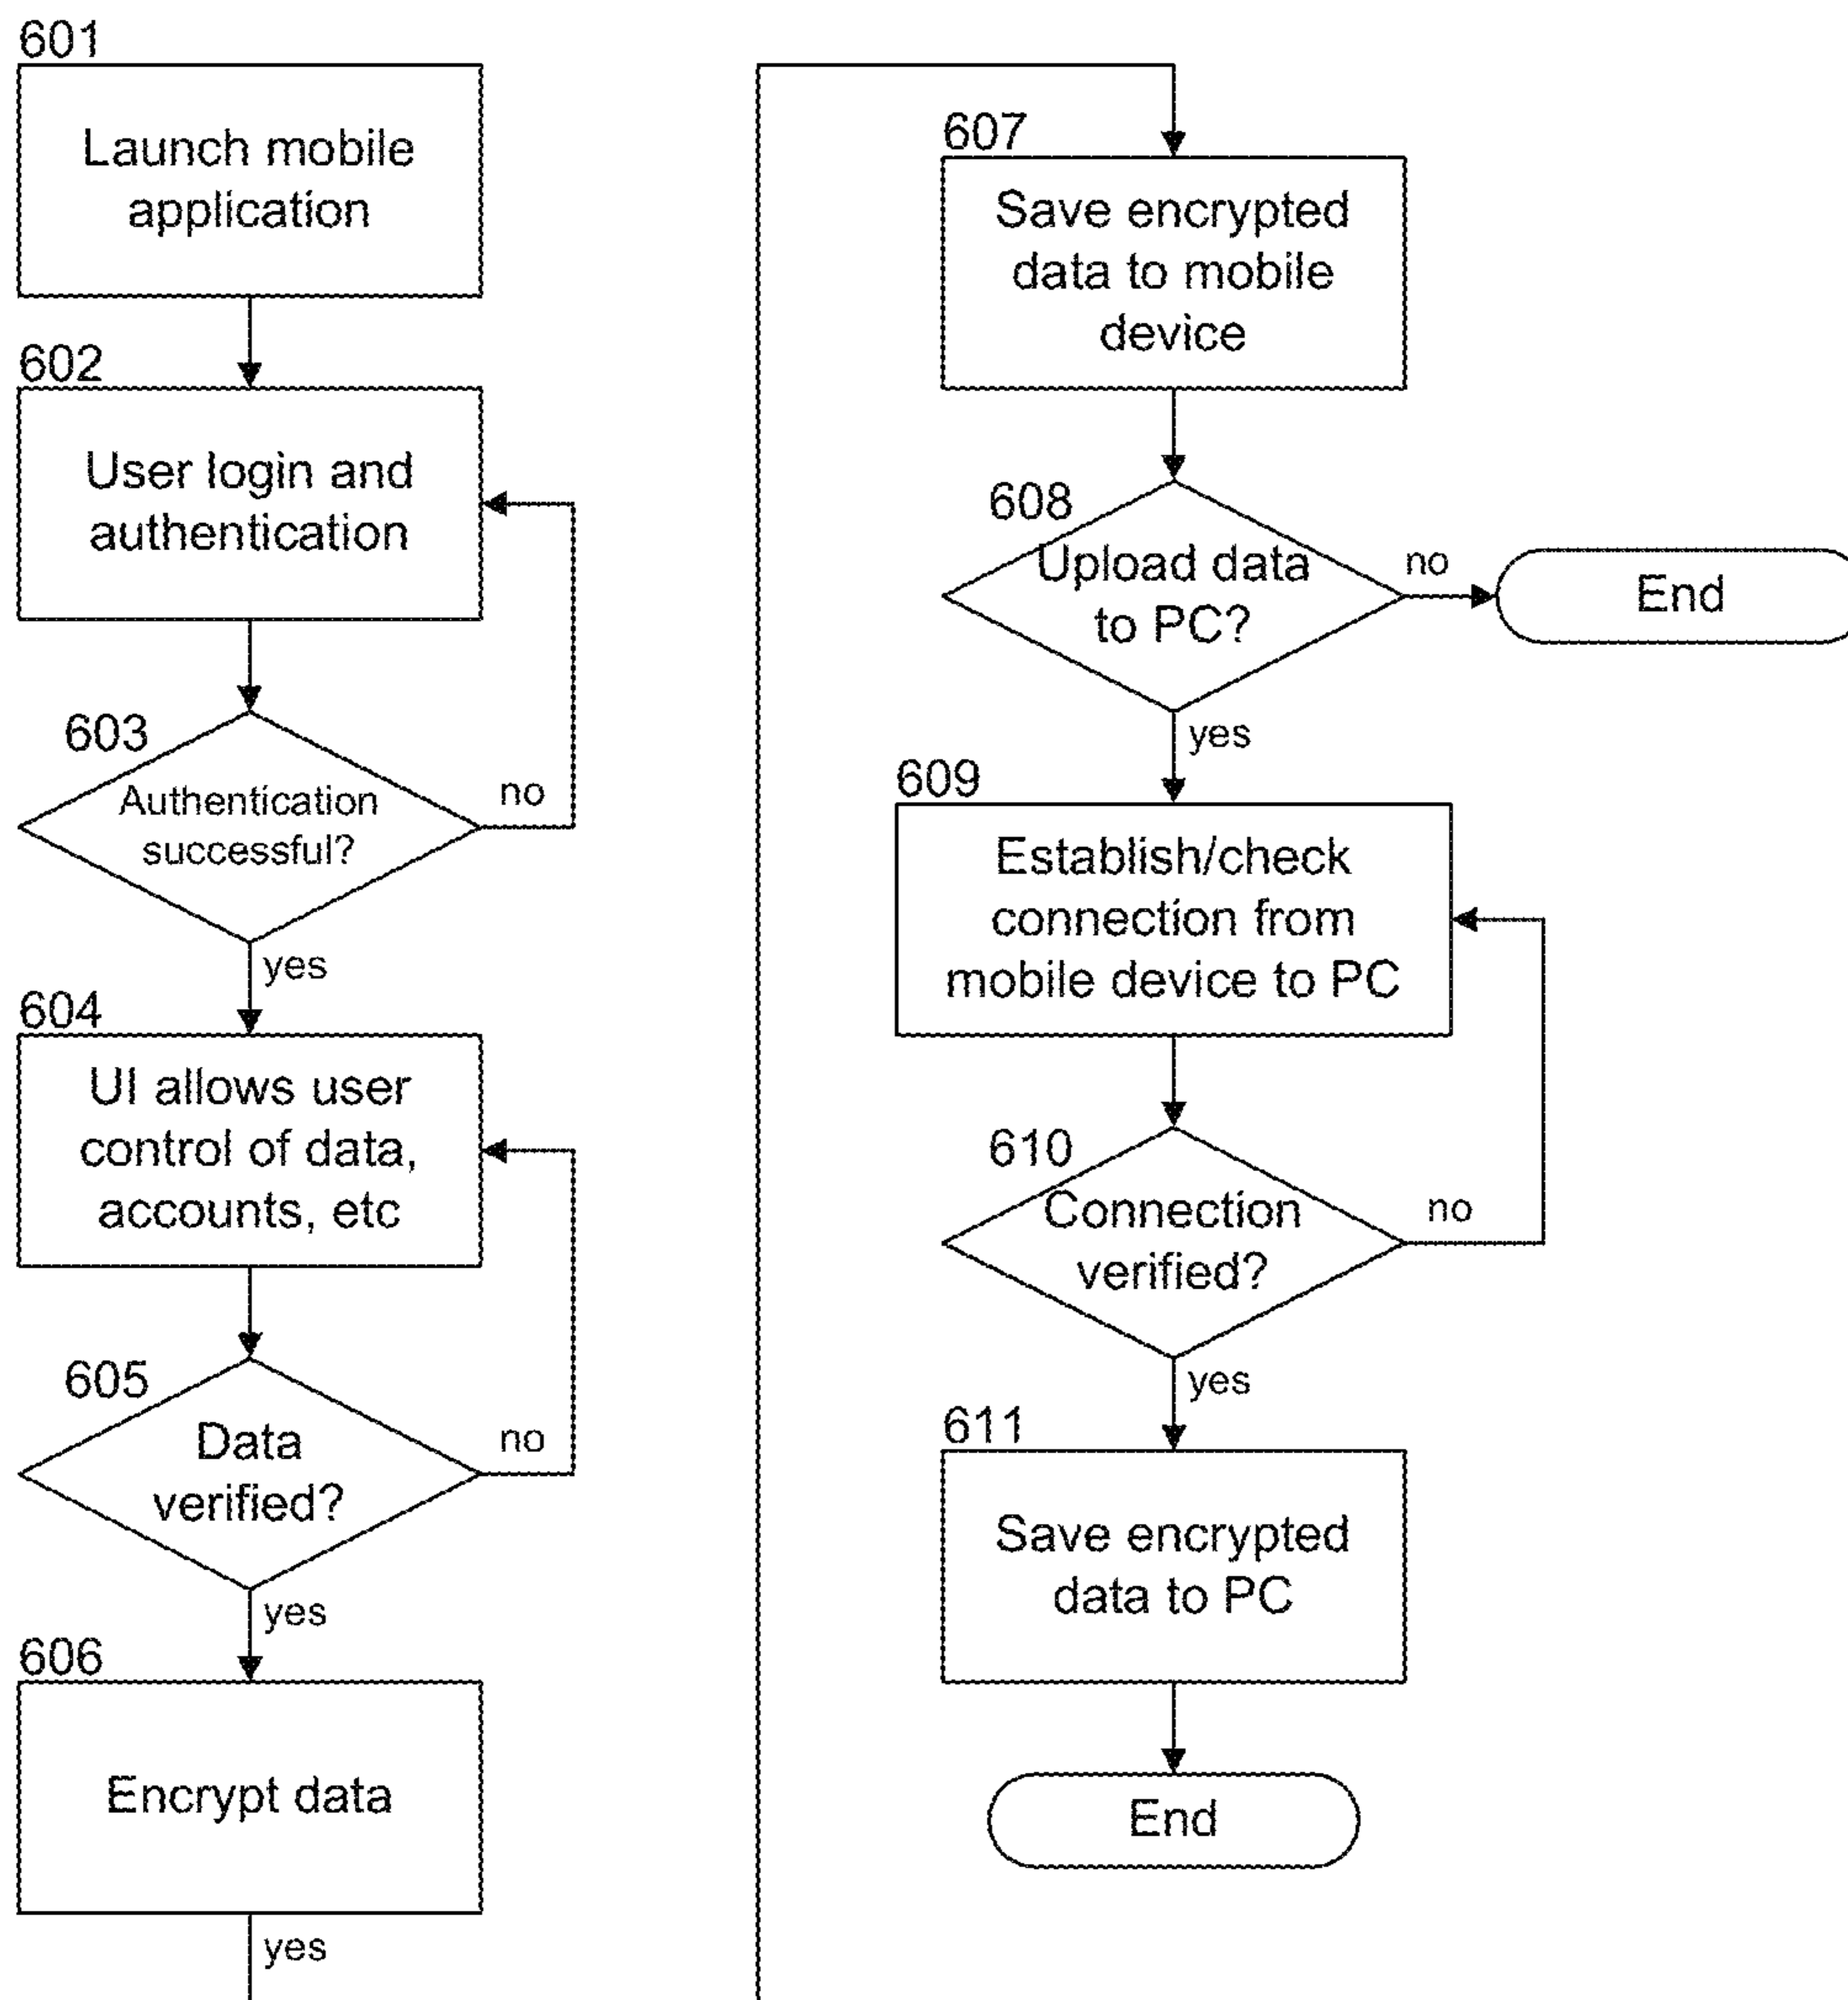 601
Launch mobile
application
602
User login and
authentication
603
Authentication
successful?
no
yes
604
UI allows user
control of data,
accounts, etc
605
Data
verified?
no
yes
606
Encrypt data
yes
607
Save encrypted
data to mobile
device
608
Upload data
to PC?
no
End
yes
609
Establish/check
connection from
mobile device to PC
610
Connection
verified?
no
yes
611
Save encrypted
data to PC
End